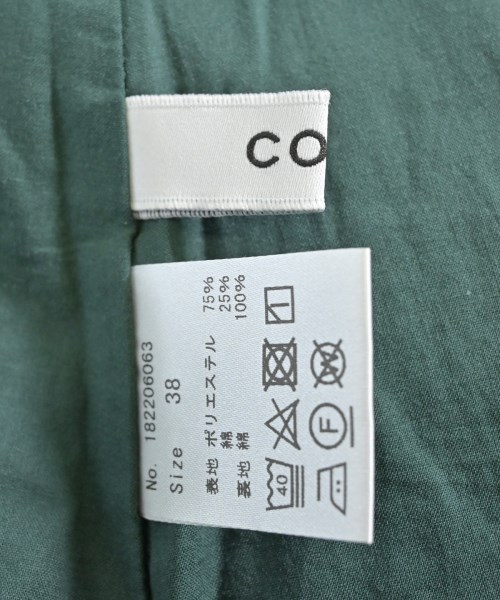 CO
No. 182206063
Size 38
表地 ポリエステル 75%
綿 25%
裏地 綿 100%
40
F